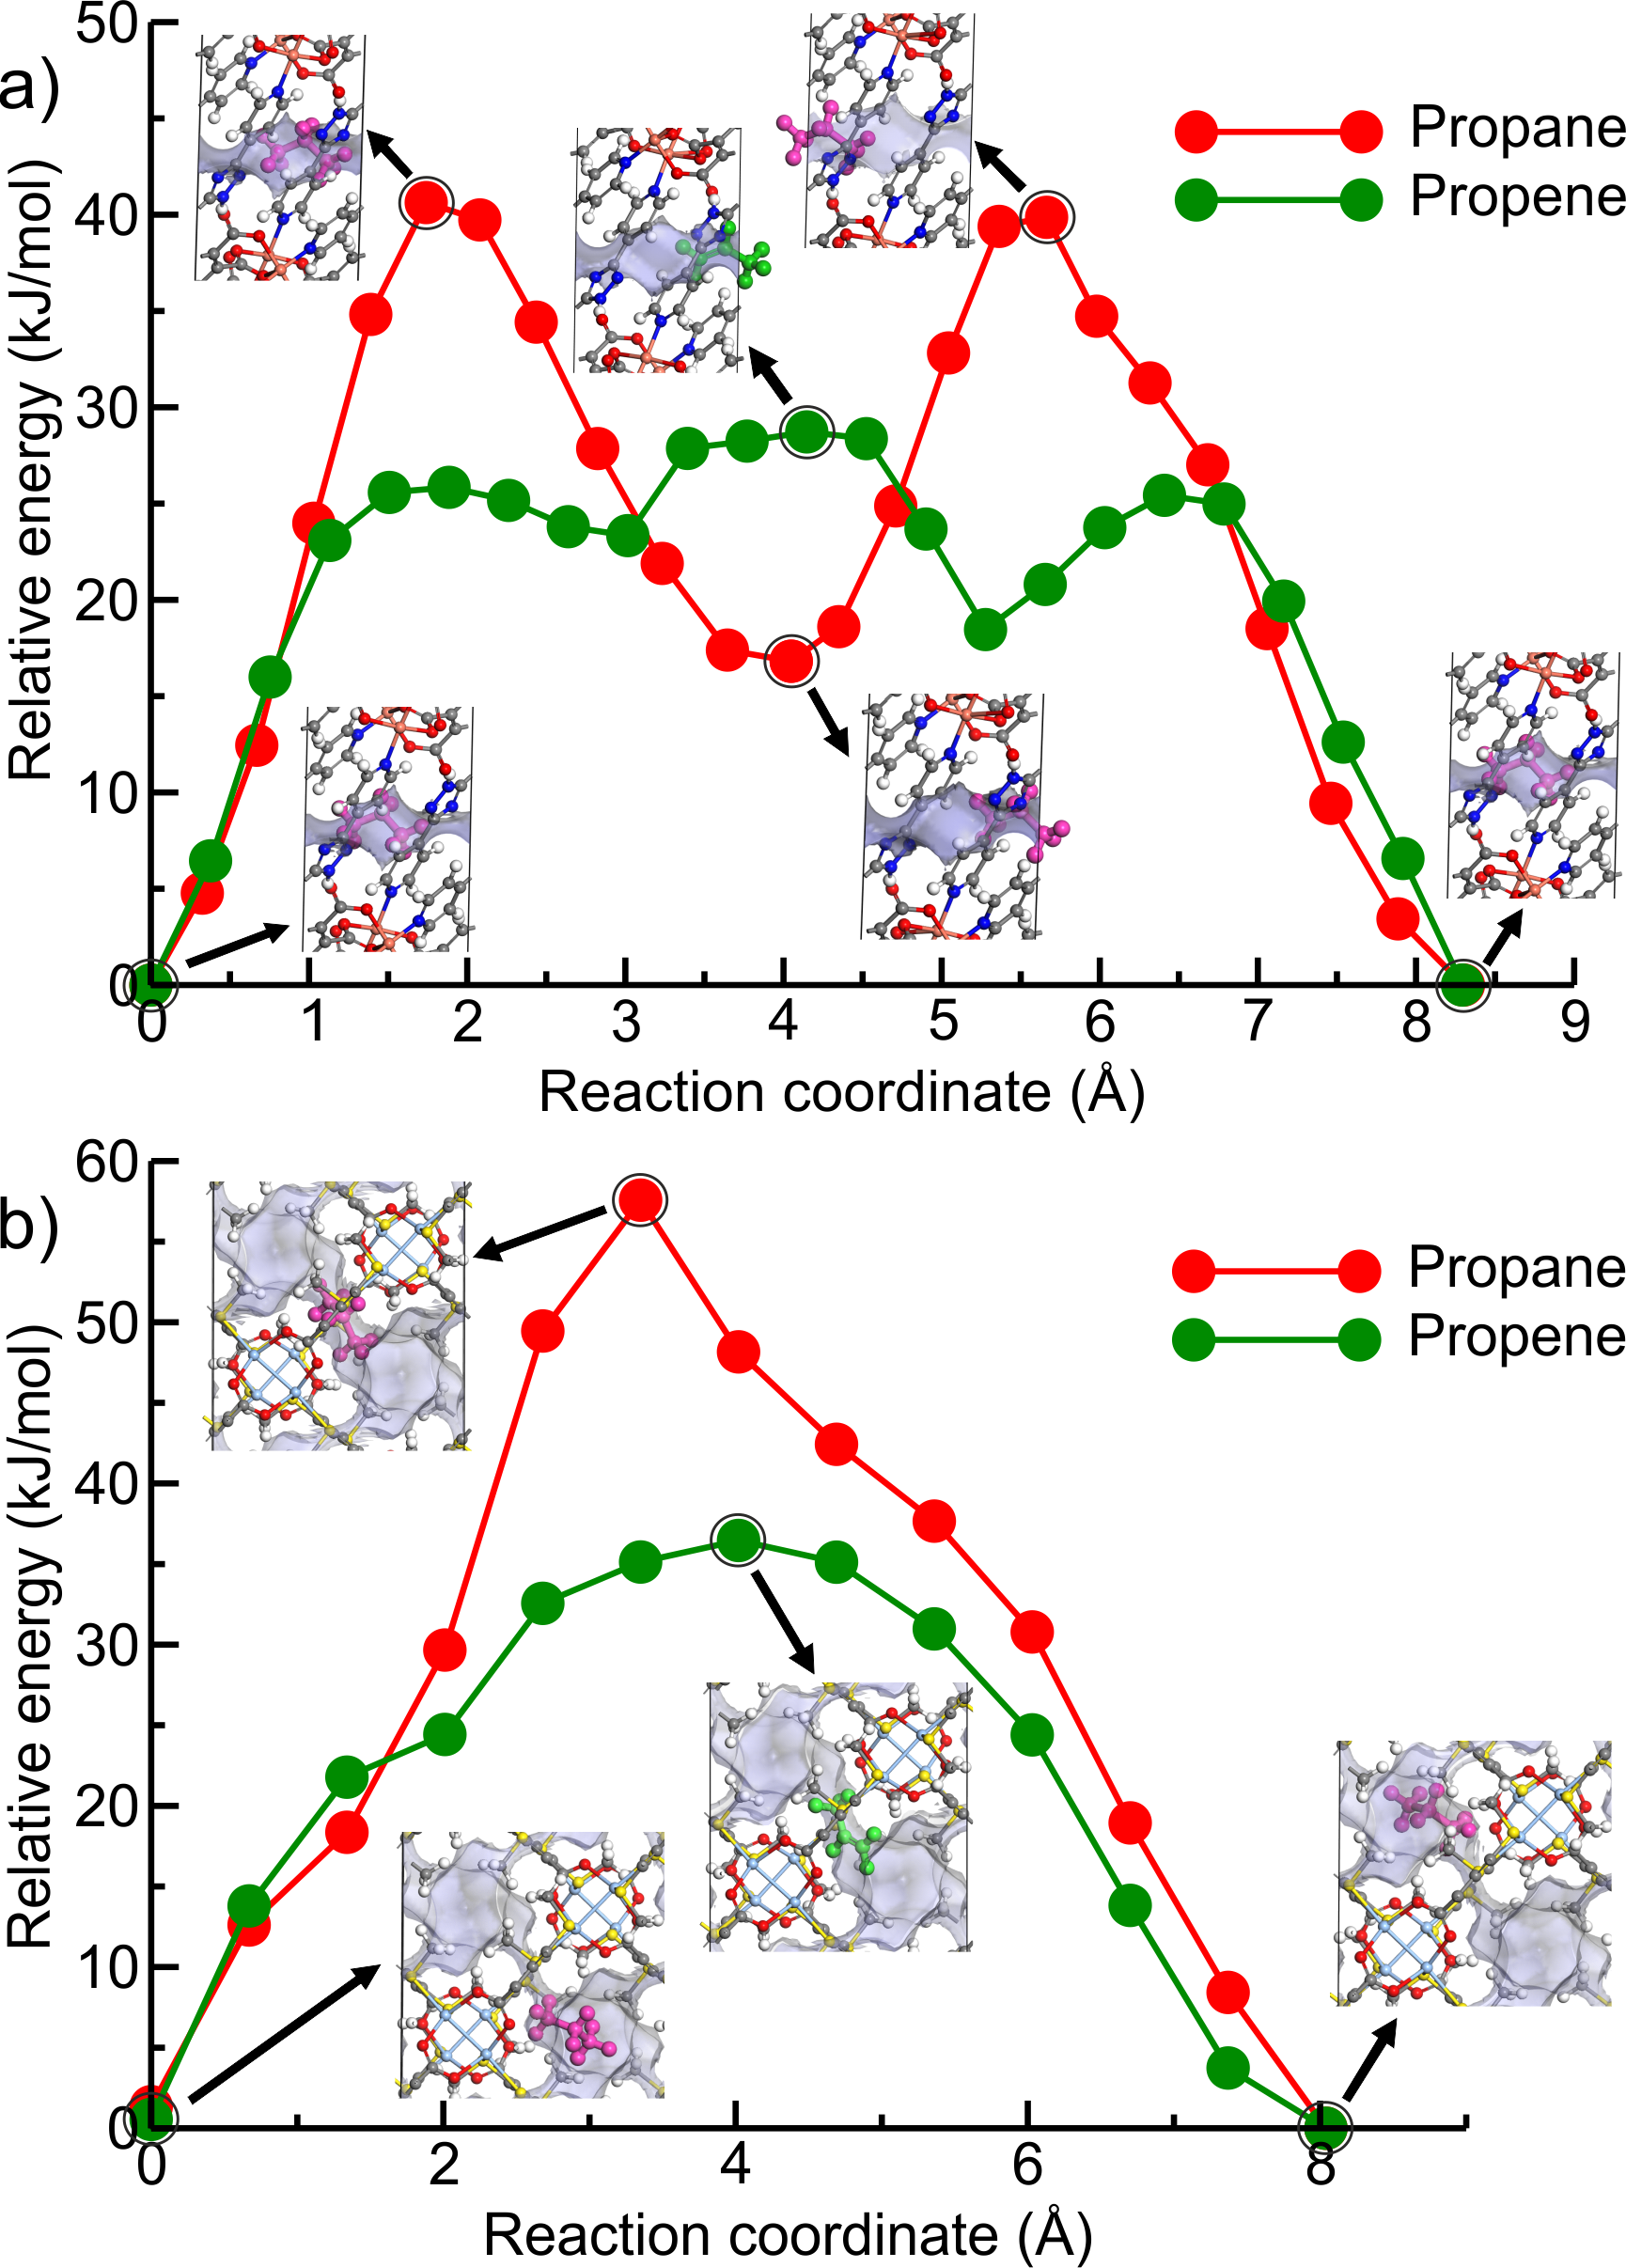 a)
50
40
30
20
10
0
Relative energy (kJ/mol)
Propane
Propene
0 1 2 3 4 5 6 7 8 9
Reaction coordinate (Å)
b)
60
50
40
30
20
10
0
Relative energy (kJ/mol)
Propane
Propene
0 2 4 6 8
Reaction coordinate (Å)